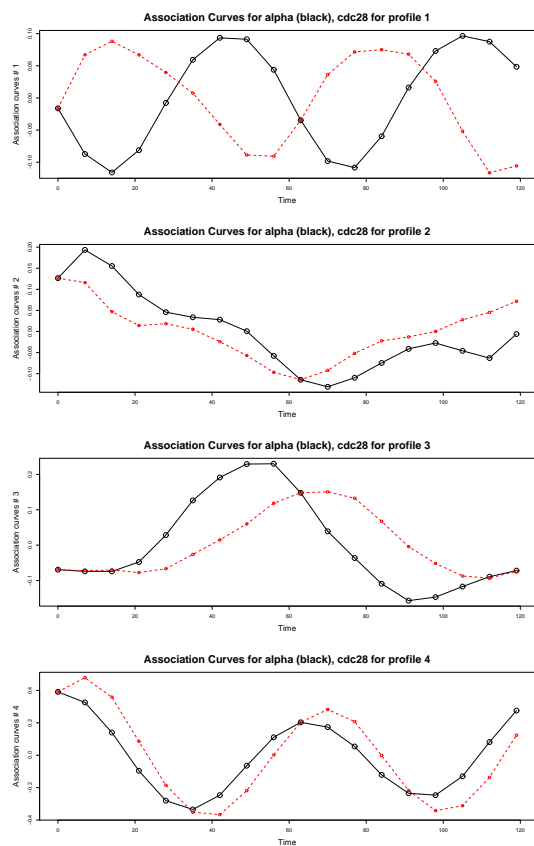 Association Curves for alpha (black), cdc28 for profile 1
Association curves # 1
0.10
0.05
0.00
−0.05
−0.10
0 20 40 60 80 100 120
Time
Association Curves for alpha (black), cdc28 for profile 2
Association curves # 2
0.20
0.15
0.10
0.05
0.00
−0.05
−0.10
0 20 40 60 80 100 120
Time
Association Curves for alpha (black), cdc28 for profile 3
Association curves # 3
0.2
0.1
0.0
−0.1
0 20 40 60 80 100 120
Time
Association Curves for alpha (black), cdc28 for profile 4
Association curves # 4
0.4
0.2
0.0
−0.2
−0.4
0 20 40 60 80 100 120
Time